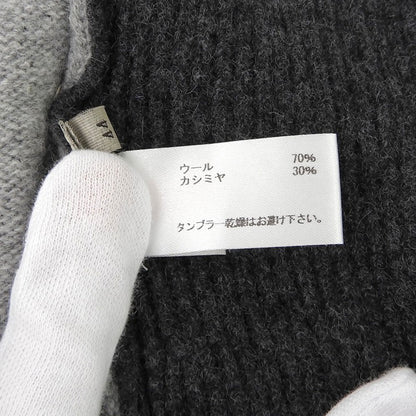 ウール 70%
カシミヤ 30%
タンブラー乾燥はお避け下さい。